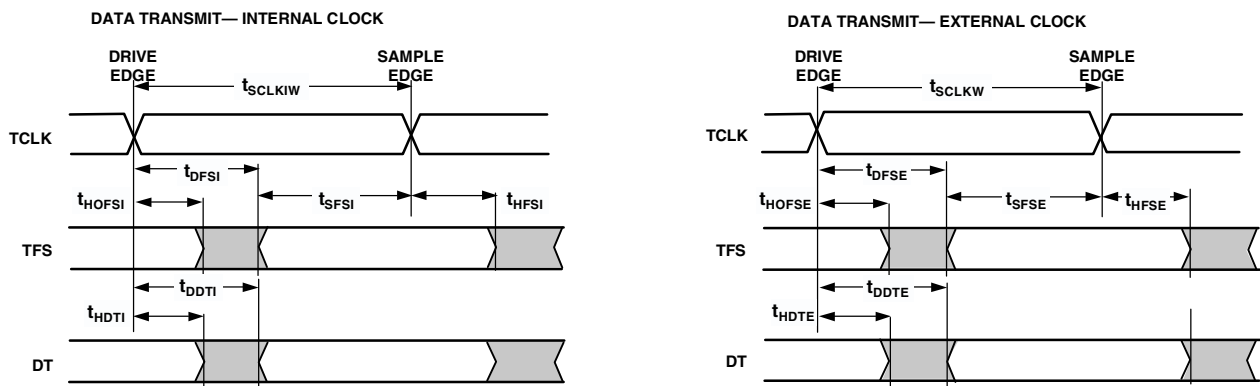 DATA TRANSMIT— INTERNAL CLOCK
DRIVE
EDGE
SAMPLE
EDGE
tSCLKIW
TCLK
tDFSI
tHOFSI
tSFSI
tHFSI
TFS
tDDTI
tHDTI
DT
DATA TRANSMIT— EXTERNAL CLOCK
DRIVE
EDGE
SAMPLE
EDGE
tSCLKW
TCLK
tDFSE
tHOFSE
tSFSE
tHFSE
TFS
tDDTE
tHDTE
DT